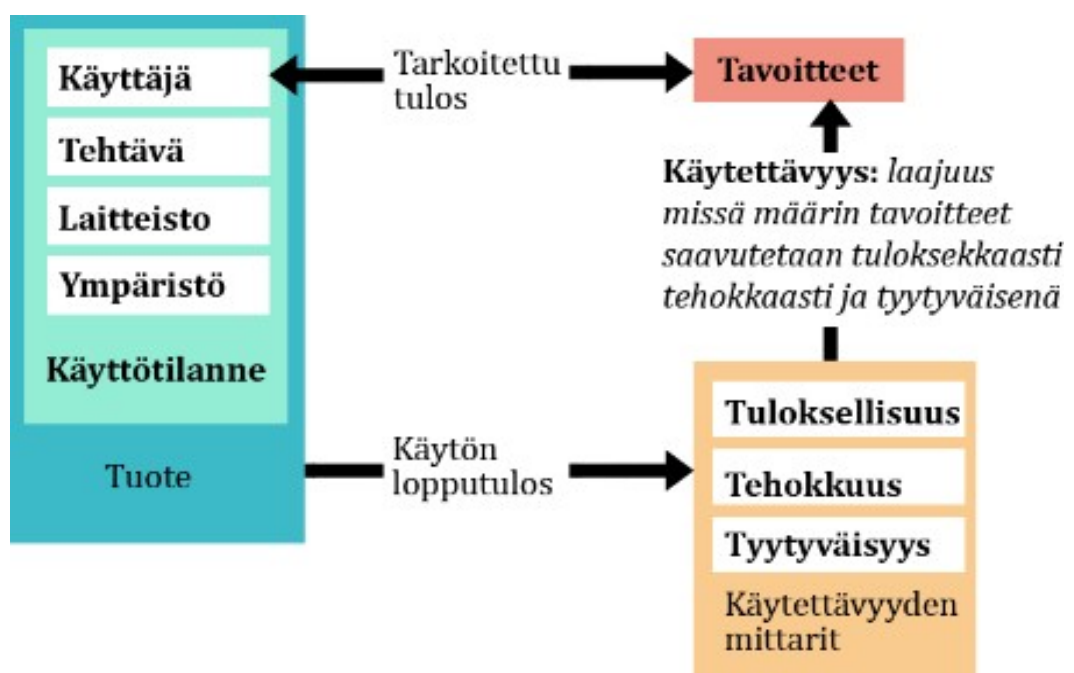 Käyttäjä
Tehtävä
Laitteisto
Ympäristö
Käyttötilanne
Tuote
Tarkoitettu
tulos
Tavoitteet
Käytettävyys: laajuus
missä määrin tavoitteet
saavutetaan tuloksekkaasti
tehokkaasti ja tyytyväisenä
Käytön
lopputulos
Tuloksellisuus
Tehokkuus
Tyytyväisyys
Käytettävyyden
mittarit